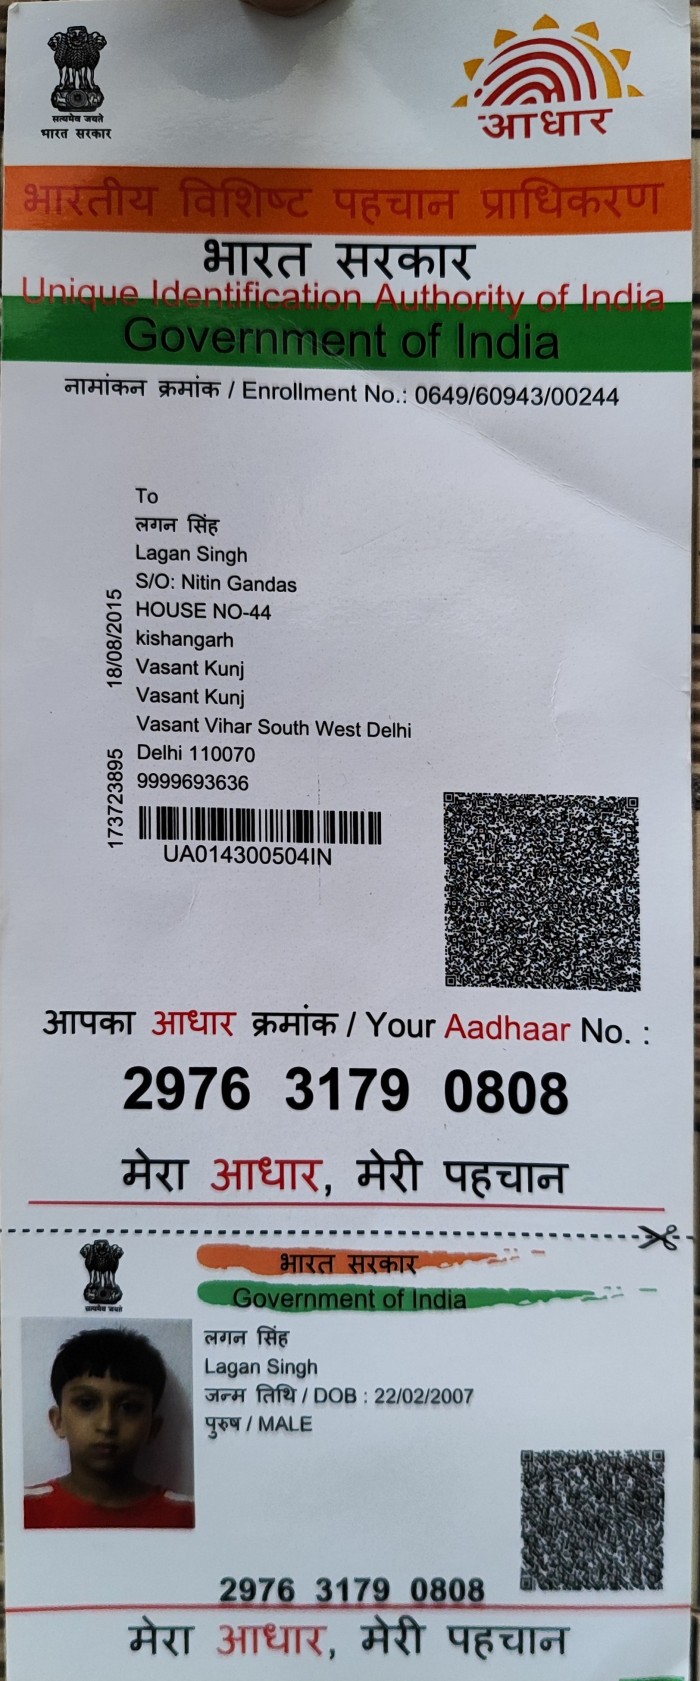 सत्यमेव जयते
भारत सरकार
आधार
भारतीय विशिष्ट पहचान प्राधिकरण
भारत सरकार
Unique Identification Authority of India
Government of India
नामांकन क्रमांक / Enrollment No.: 0649/60943/00244
To
लगन सिंह
Lagan Singh
S/O: Nitin Gandas
HOUSE NO-44
kishangarh
Vasant Kunj
Vasant Kunj
Vasant Vihar South West Delhi
Delhi 110070
9999693636
18/08/2015
173723895
UA014300504IN
आपका आधार क्रमांक / Your Aadhaar No. :
2976 3179 0808
मेरा आधार, मेरी पहचान
सत्यमेव जयते
भारत सरकार
Government of India
लगन सिंह
Lagan Singh
जन्म तिथि / DOB : 22/02/2007
पुरुष / MALE
2976 3179 0808
मेरा आधार, मेरी पहचान